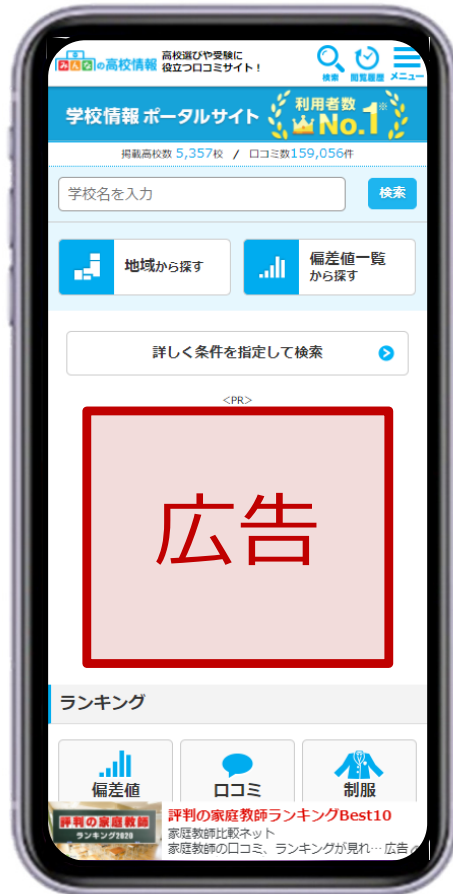 みんなの高校情報
高校選びや受験に
役立つ口コミサイト！
検索 閲覧履歴 メニュー
学校情報 ポータルサイト
利用者数
No.1※
掲載高校数 5,357校 / 口コミ数159,056件
学校名を入力
検索
地域から探す
偏差値一覧
から探す
詳しく条件を指定して検索
<PR>
広告
ランキング
偏差値
口コミ
制服
評判の家庭教師
ランキング2020
評判の家庭教師ランキングBest10
家庭教師比較ネット
家庭教師の口コミ、ランキングが見れ… 広告